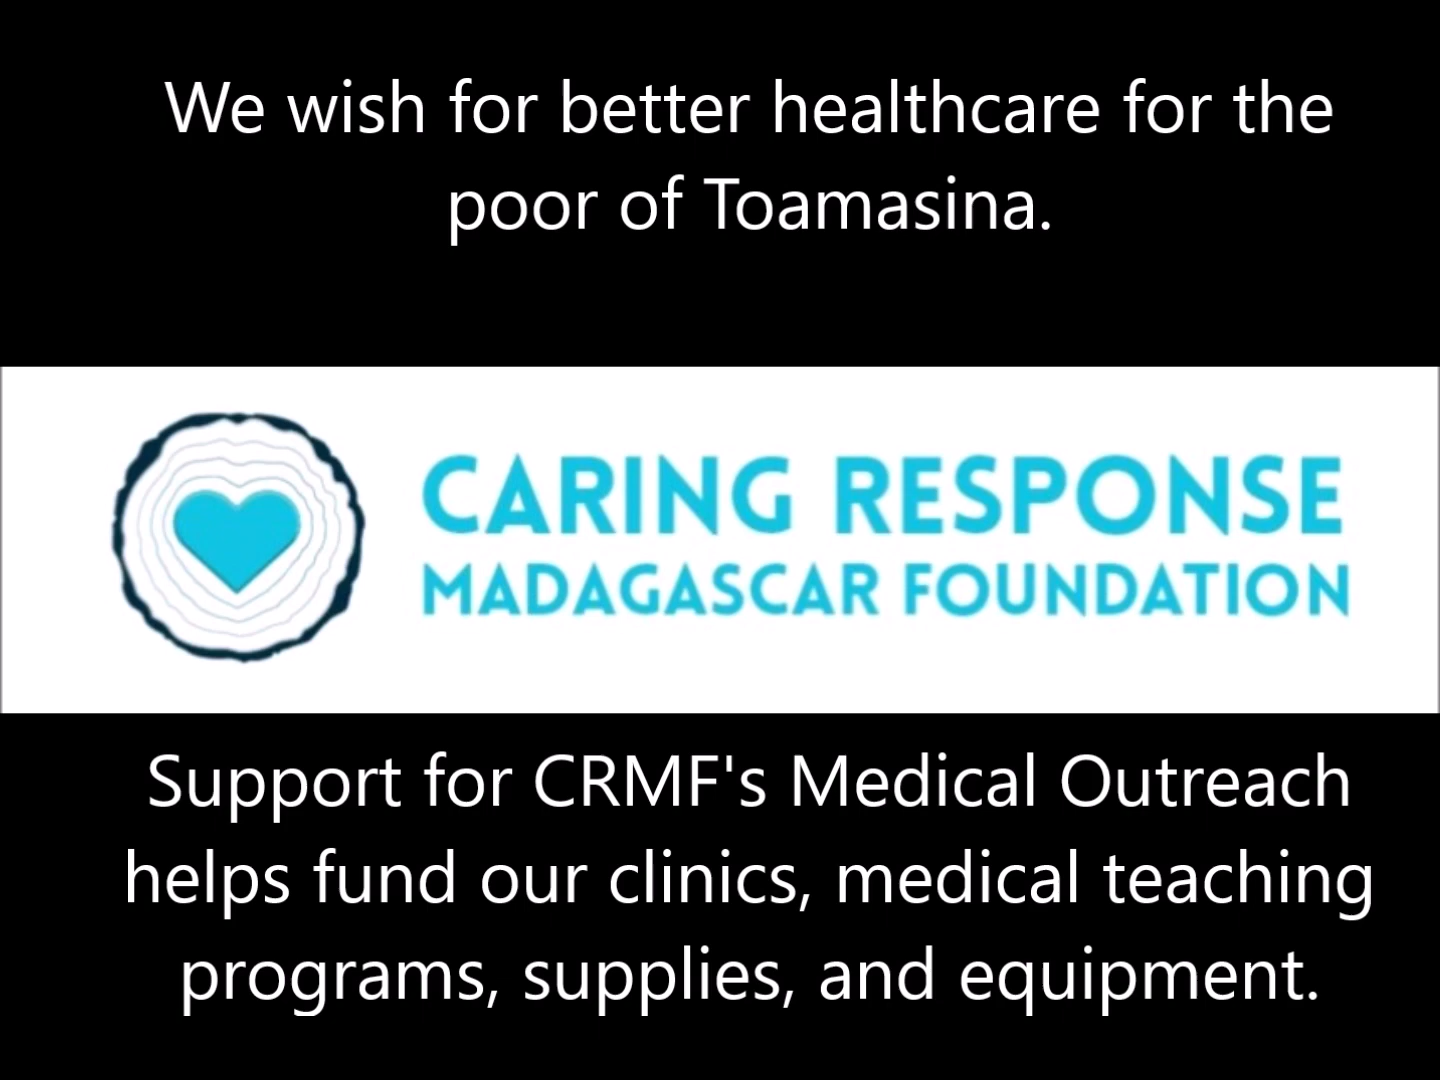 We wish for better healthcare for the
poor of Toamasina.
CARING RESPONSE
MADAGASCAR FOUNDATION
Support for CRMF's Medical Outreach
helps fund our clinics, medical teaching
programs, supplies, and equipment.